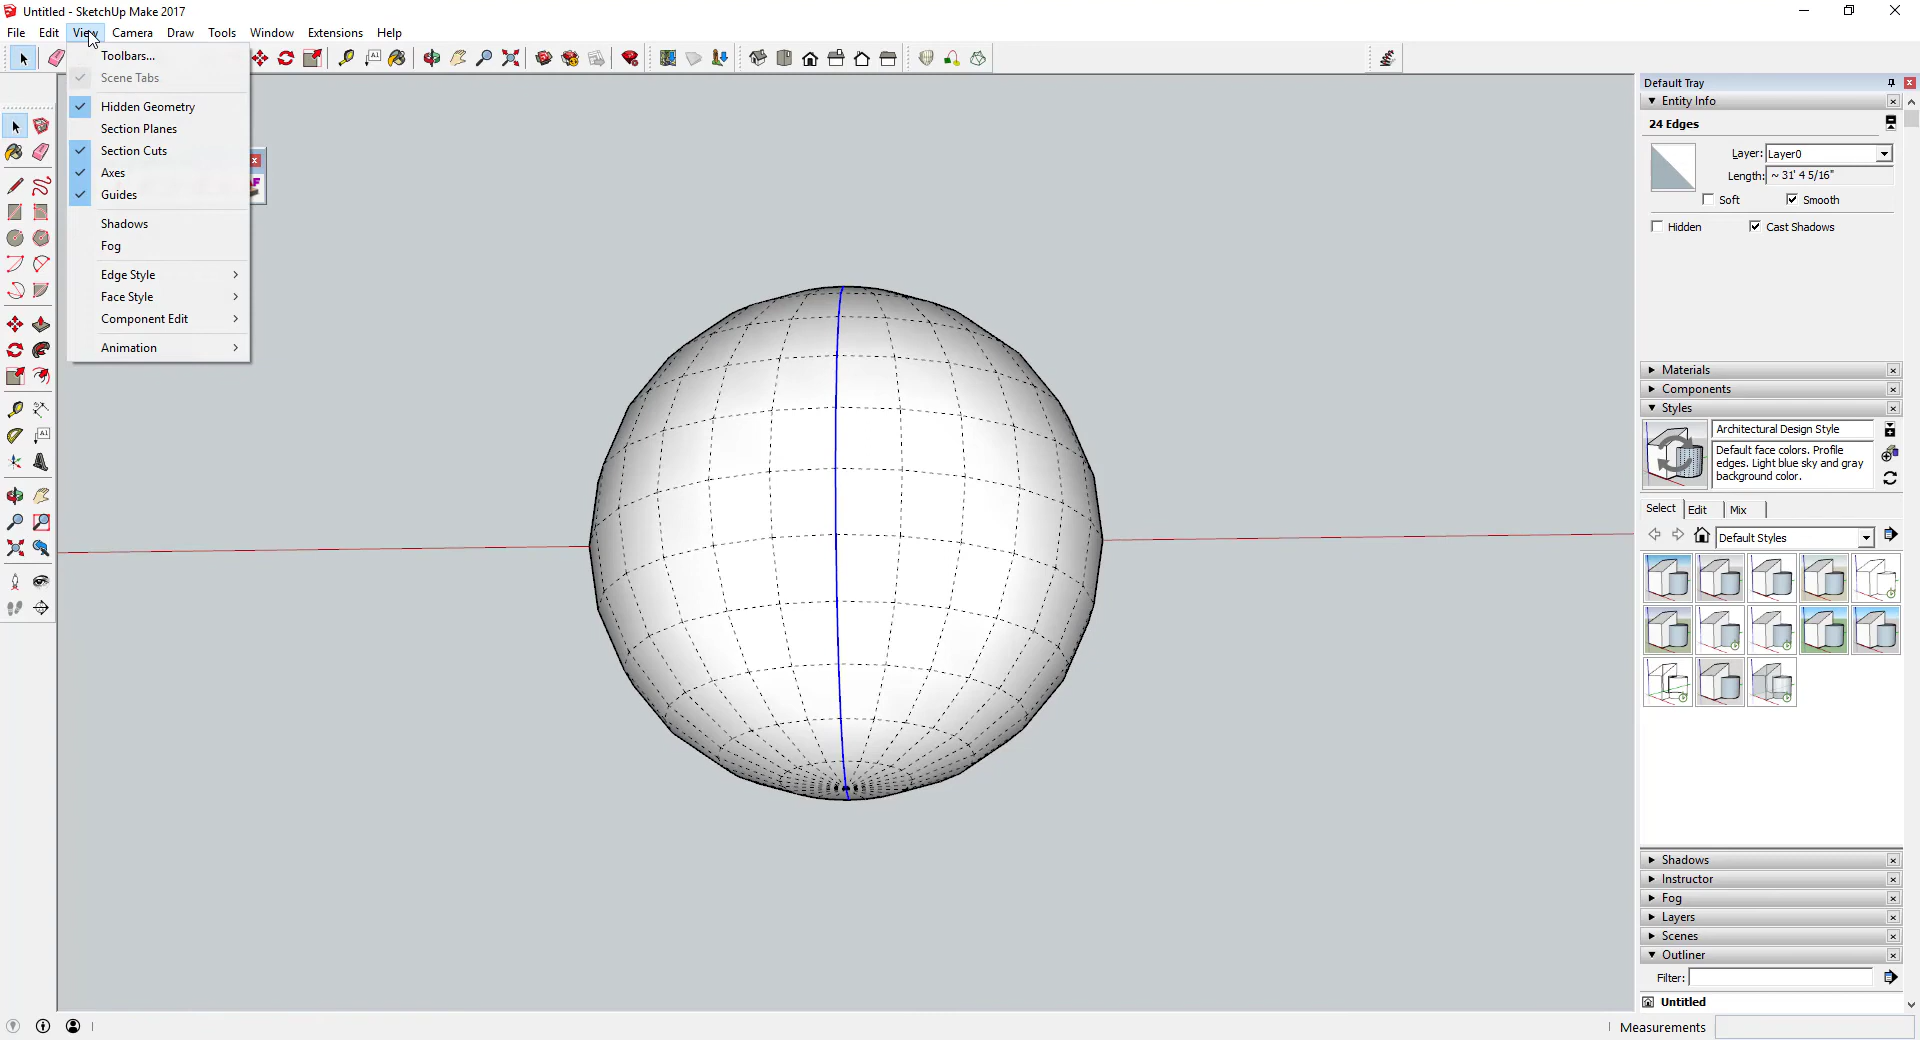 Untitled - SketchUp Make 2017
File Edit View Camera Draw Tools Window Extensions Help
Toolbars...
Scene Tabs
Hidden Geometry
Section Planes
Section Cuts
Axes
Guides
Shadows
Fog
Edge Style
Face Style
Component Edit
Animation
Default Tray
Entity Info
24 Edges
Layer: Layer0
Length: ~ 31' 4 5/16"
Soft Smooth
Hidden Cast Shadows
Materials
Components
Styles
Architectural Design Style
Default face colors. Profile
edges. Light blue sky and gray
background color.
Select Edit Mix
Default Styles
Shadows
Instructor
Fog
Layers
Scenes
Outliner
Filter:
Untitled
Measurements